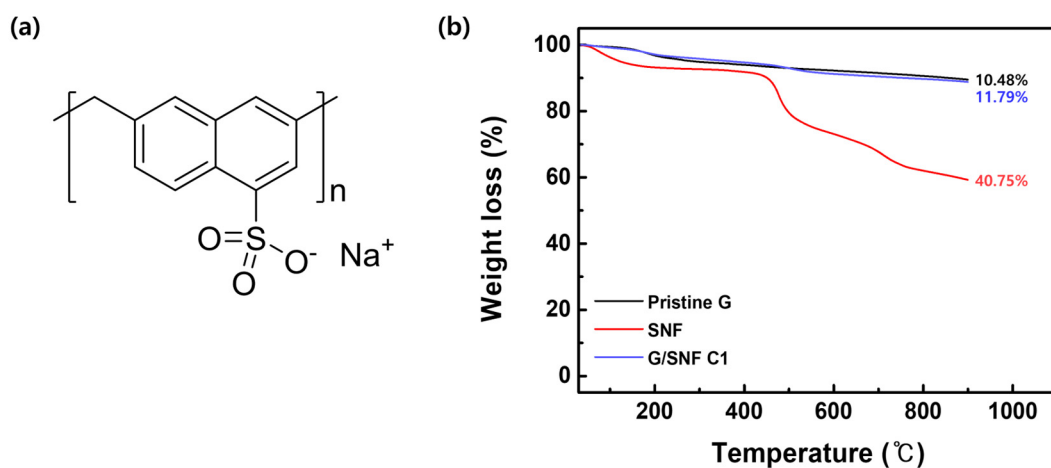 (a)
n
O
S
O
O-
Na+
(b)
Weight loss (%)
100
80
60
40
20
0
10.48%
11.79%
40.75%
Pristine G
SNF
G/SNF C1
200
400
600
800
1000
Temperature (℃)